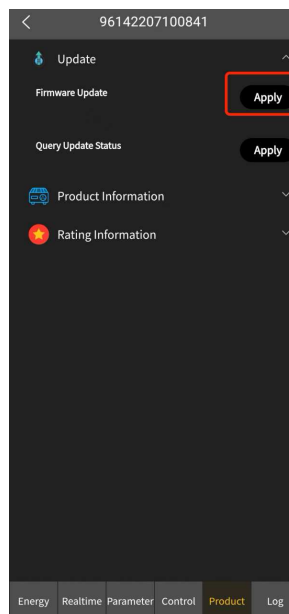 96142207100841
Update
Firmware Update
Apply
Query Update Status
Apply
Product Information
Rating Information
Energy Realtime Parameter Control Product Log